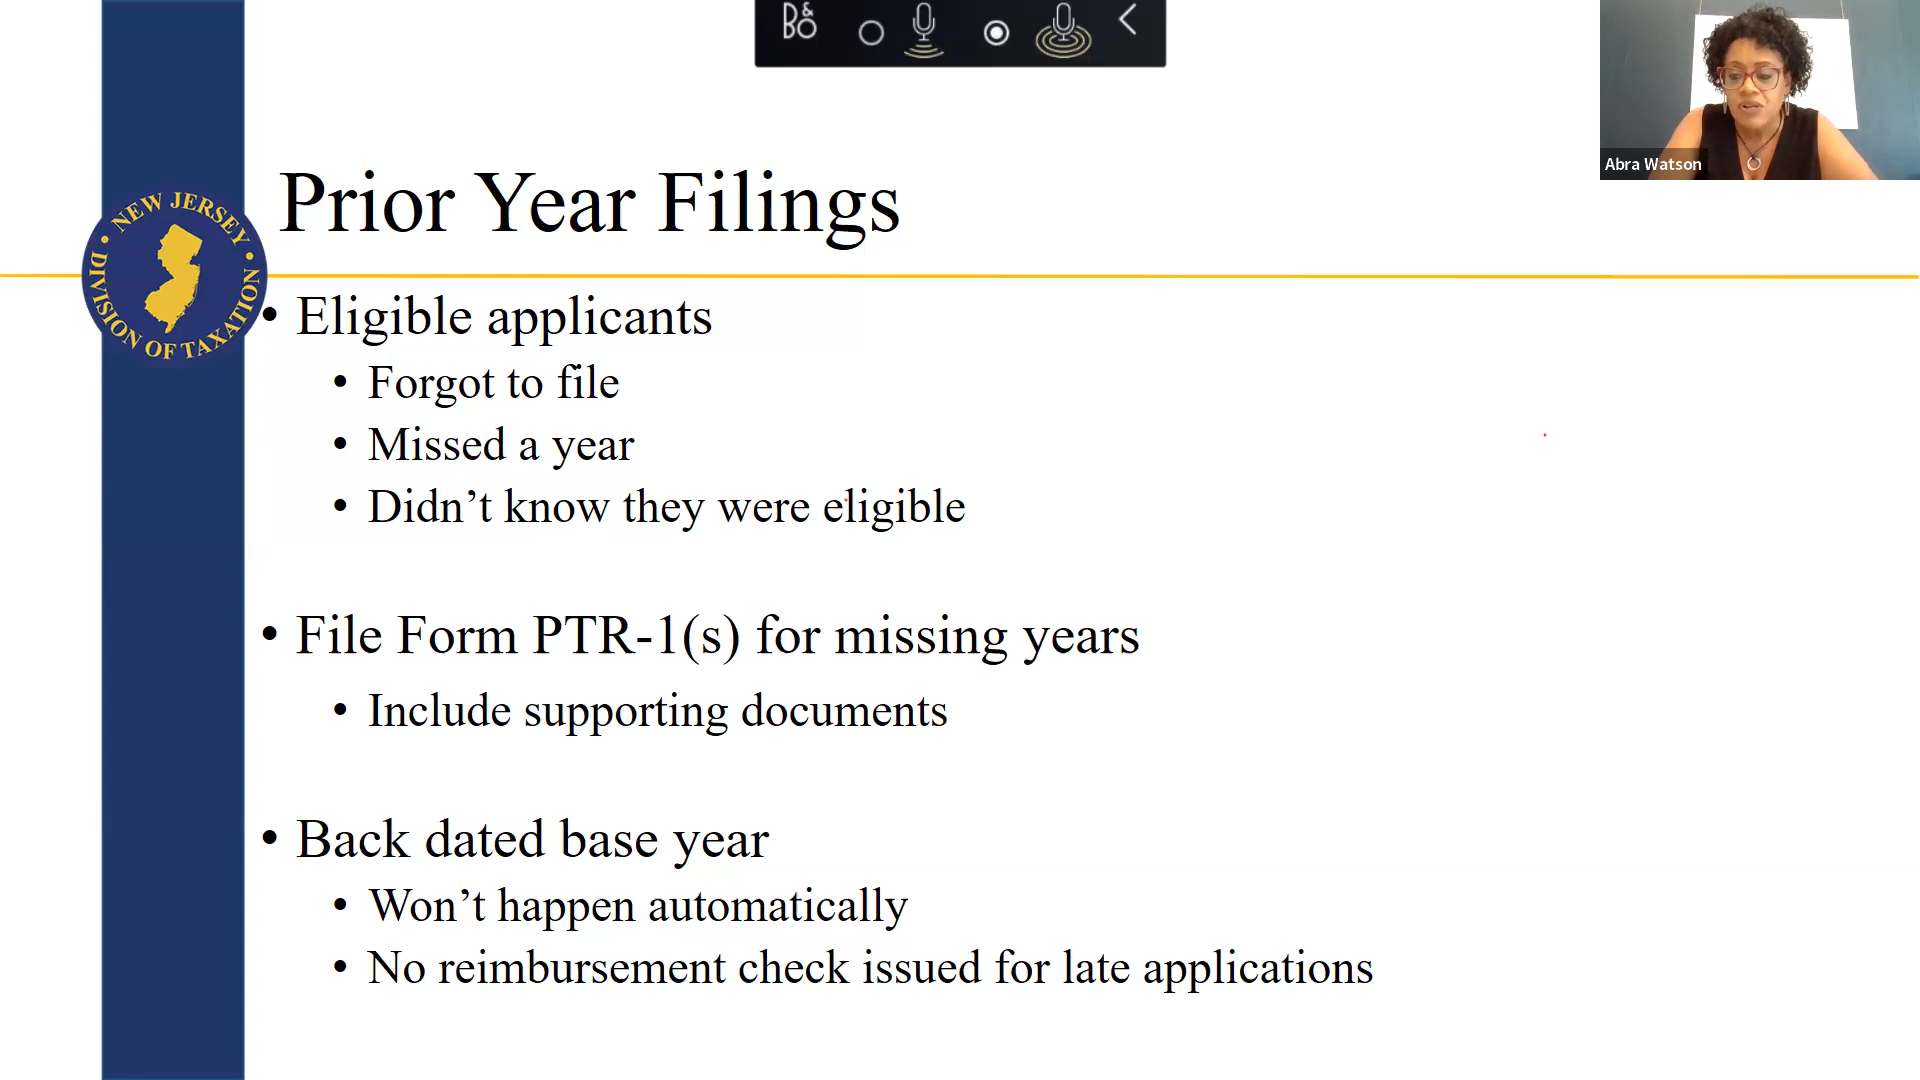 B&O
Abra Watson
Prior Year Filings
NEW JERSEY
DIVISION OF TAXATION
• Eligible applicants
• Forgot to file
• Missed a year
• Didn’t know they were eligible
• File Form PTR-1(s) for missing years
• Include supporting documents
• Back dated base year
• Won’t happen automatically
• No reimbursement check issued for late applications